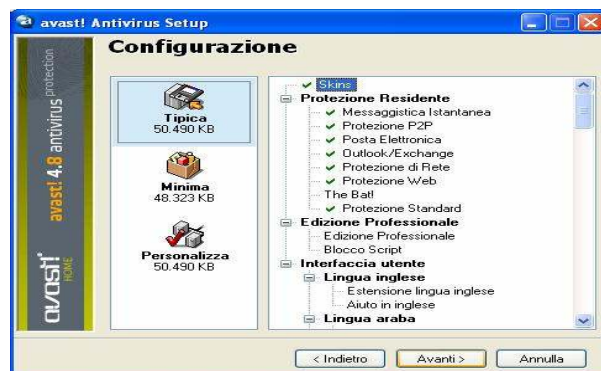 avast! Antivirus Setup
Configurazione
avast! 4.8 antivirus protection
avast!
HOME
Tipica
50.490 KB
Minima
48.323 KB
Personalizza
50.490 KB
Skins
Protezione Residente
Messaggistica Istantanea
Protezione P2P
Posta Elettronica
Outlook/Exchange
Protezione di Rete
Protezione Web
The Bat!
Protezione Standard
Edizione Professionale
Edizione Professionale
Blocco Script
Interfaccia utente
Lingua inglese
Estensione lingua inglese
Aiuto in inglese
Lingua araba
< Indietro
Avanti >
Annulla